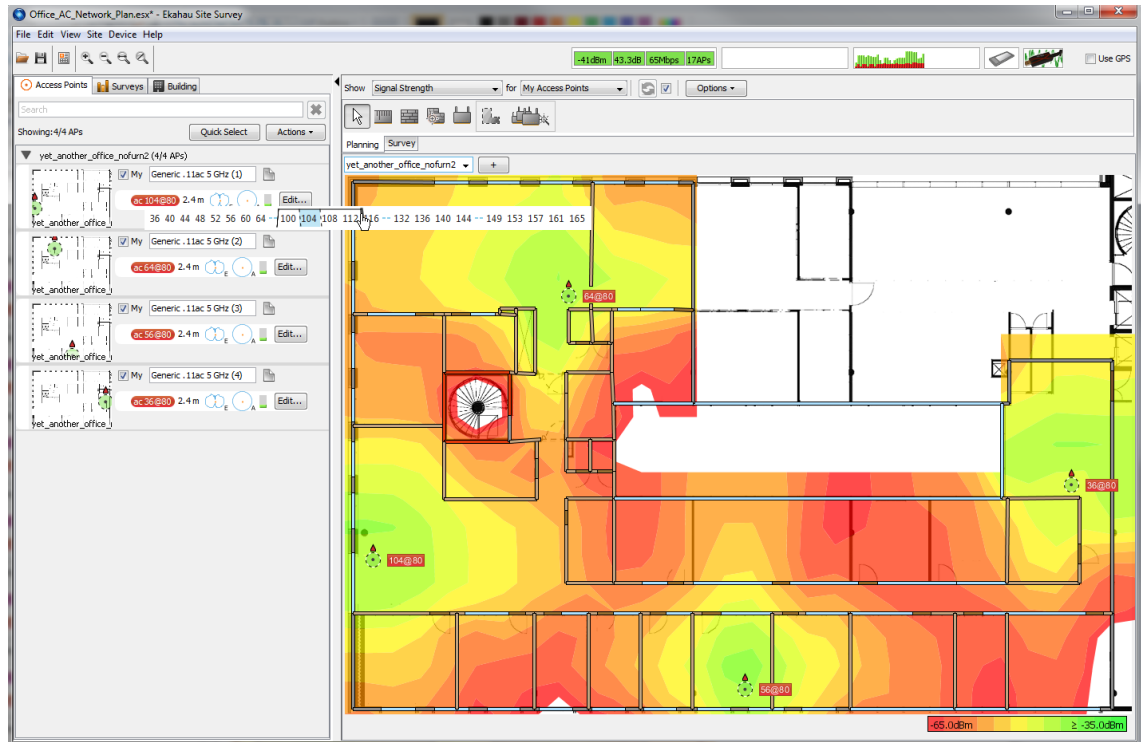 Office_AC_Network_Plan.esx* - Ekahau Site Survey
File Edit View Site Device Help
-41dBm 43.3dB 65Mbps 17APs
Use GPS
Access Points Surveys Building
Show Signal Strength for My Access Points Options
Search
Showing:4/4 APs Quick Select Actions
Planning Survey
yet_another_office_nofurn2 (4/4 APs)
yet_another_office_nofurn2 +
My Generic .11ac 5 GHz (1)
ac 104@80 2.4 m E A Edit...
36 40 44 48 52 56 60 64 -- 100 104 108 112 116 -- 132 136 140 144 -- 149 153 157 161 165
yet_another_office_
My Generic .11ac 5 GHz (2)
ac 64@80 2.4 m E A Edit...
yet_another_office_
My Generic .11ac 5 GHz (3)
ac 56@80 2.4 m E A Edit...
yet_another_office_
My Generic .11ac 5 GHz (4)
ac 36@80 2.4 m E A Edit...
yet_another_office_
64@80
36@80
104@80
56@80
-65.0dBm ≥ -35.0dBm